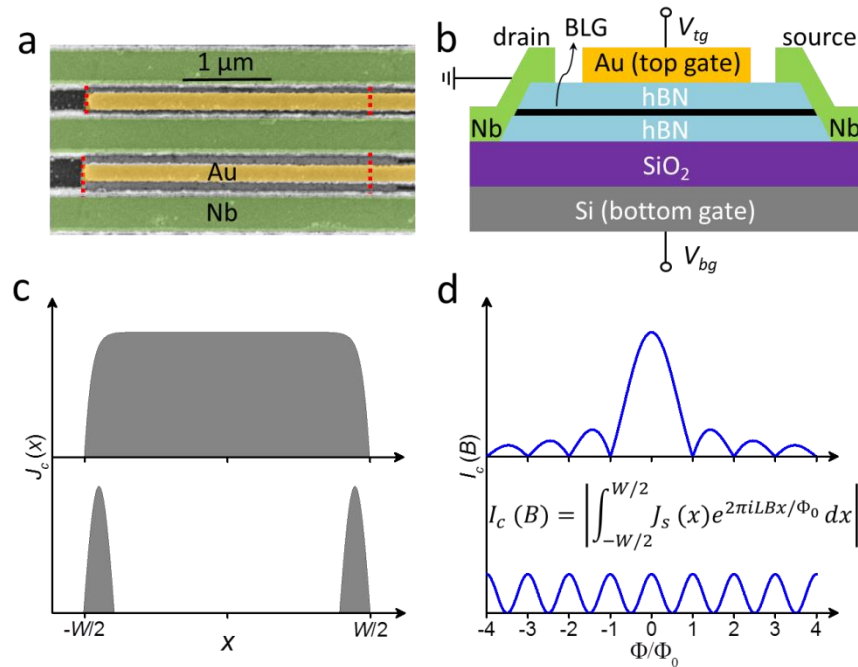 a
1 μm
Au
Nb
b
BLG
V_tg
drain
source
Au (top gate)
hBN
Nb
hBN
Nb
SiO₂
Si (bottom gate)
V_bg
c
J_c(x)
-W/2
x
W/2
d
I_c(B)
I_c (B) = |∫_{-W/2}^{W/2} J_s (x)e^{2πiLBx/Φ₀} dx|
-4 -3 -2 -1 0 1 2 3 4
Φ/Φ₀